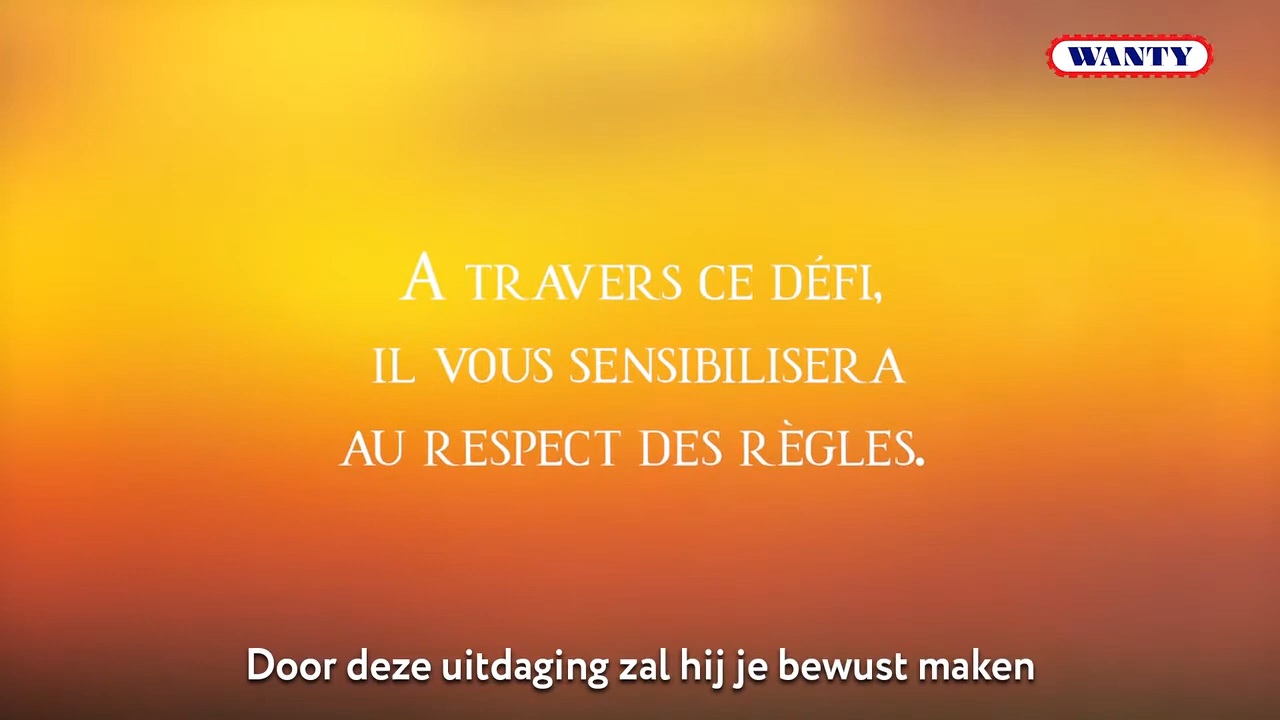 WANTY
A TRAVERS CE DÉFI,
IL VOUS SENSIBILISERA
AU RESPECT DES RÈGLES.
Door deze uitdaging zal hij je bewust maken